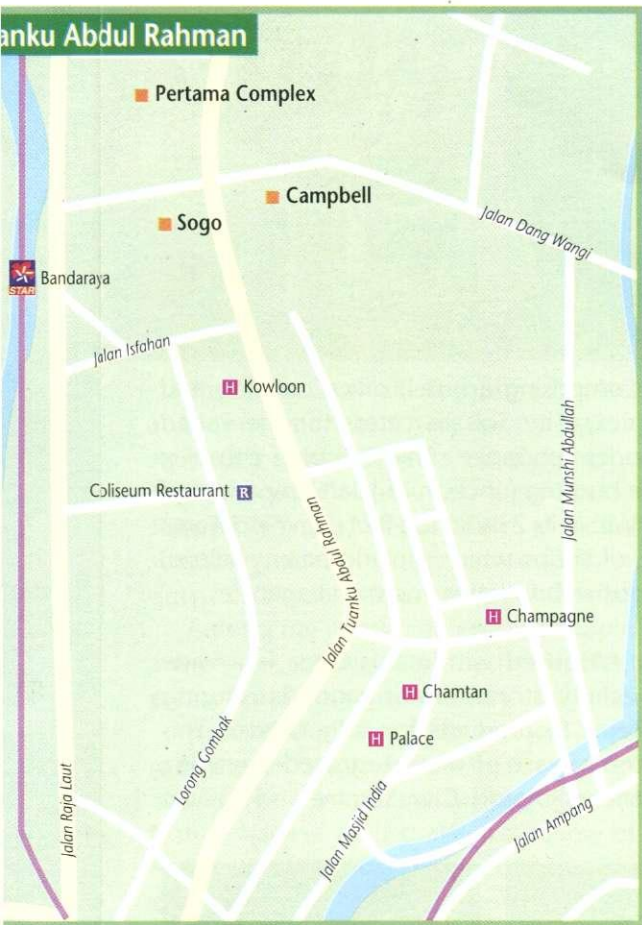 anku Abdul Rahman
Pertama Complex
Campbell
Sogo
Jalan Dang Wangi
STAR
Bandaraya
Jalan Isfahan
H Kowloon
Jalan Munshi Abdullah
Coliseum Restaurant R
Jalan Tuanku Abdul Rahman
H Champagne
H Chamtan
H Palace
Lorong Gombak
Jalan Raja Laut
Jalan Masjid India
Jalan Ampang